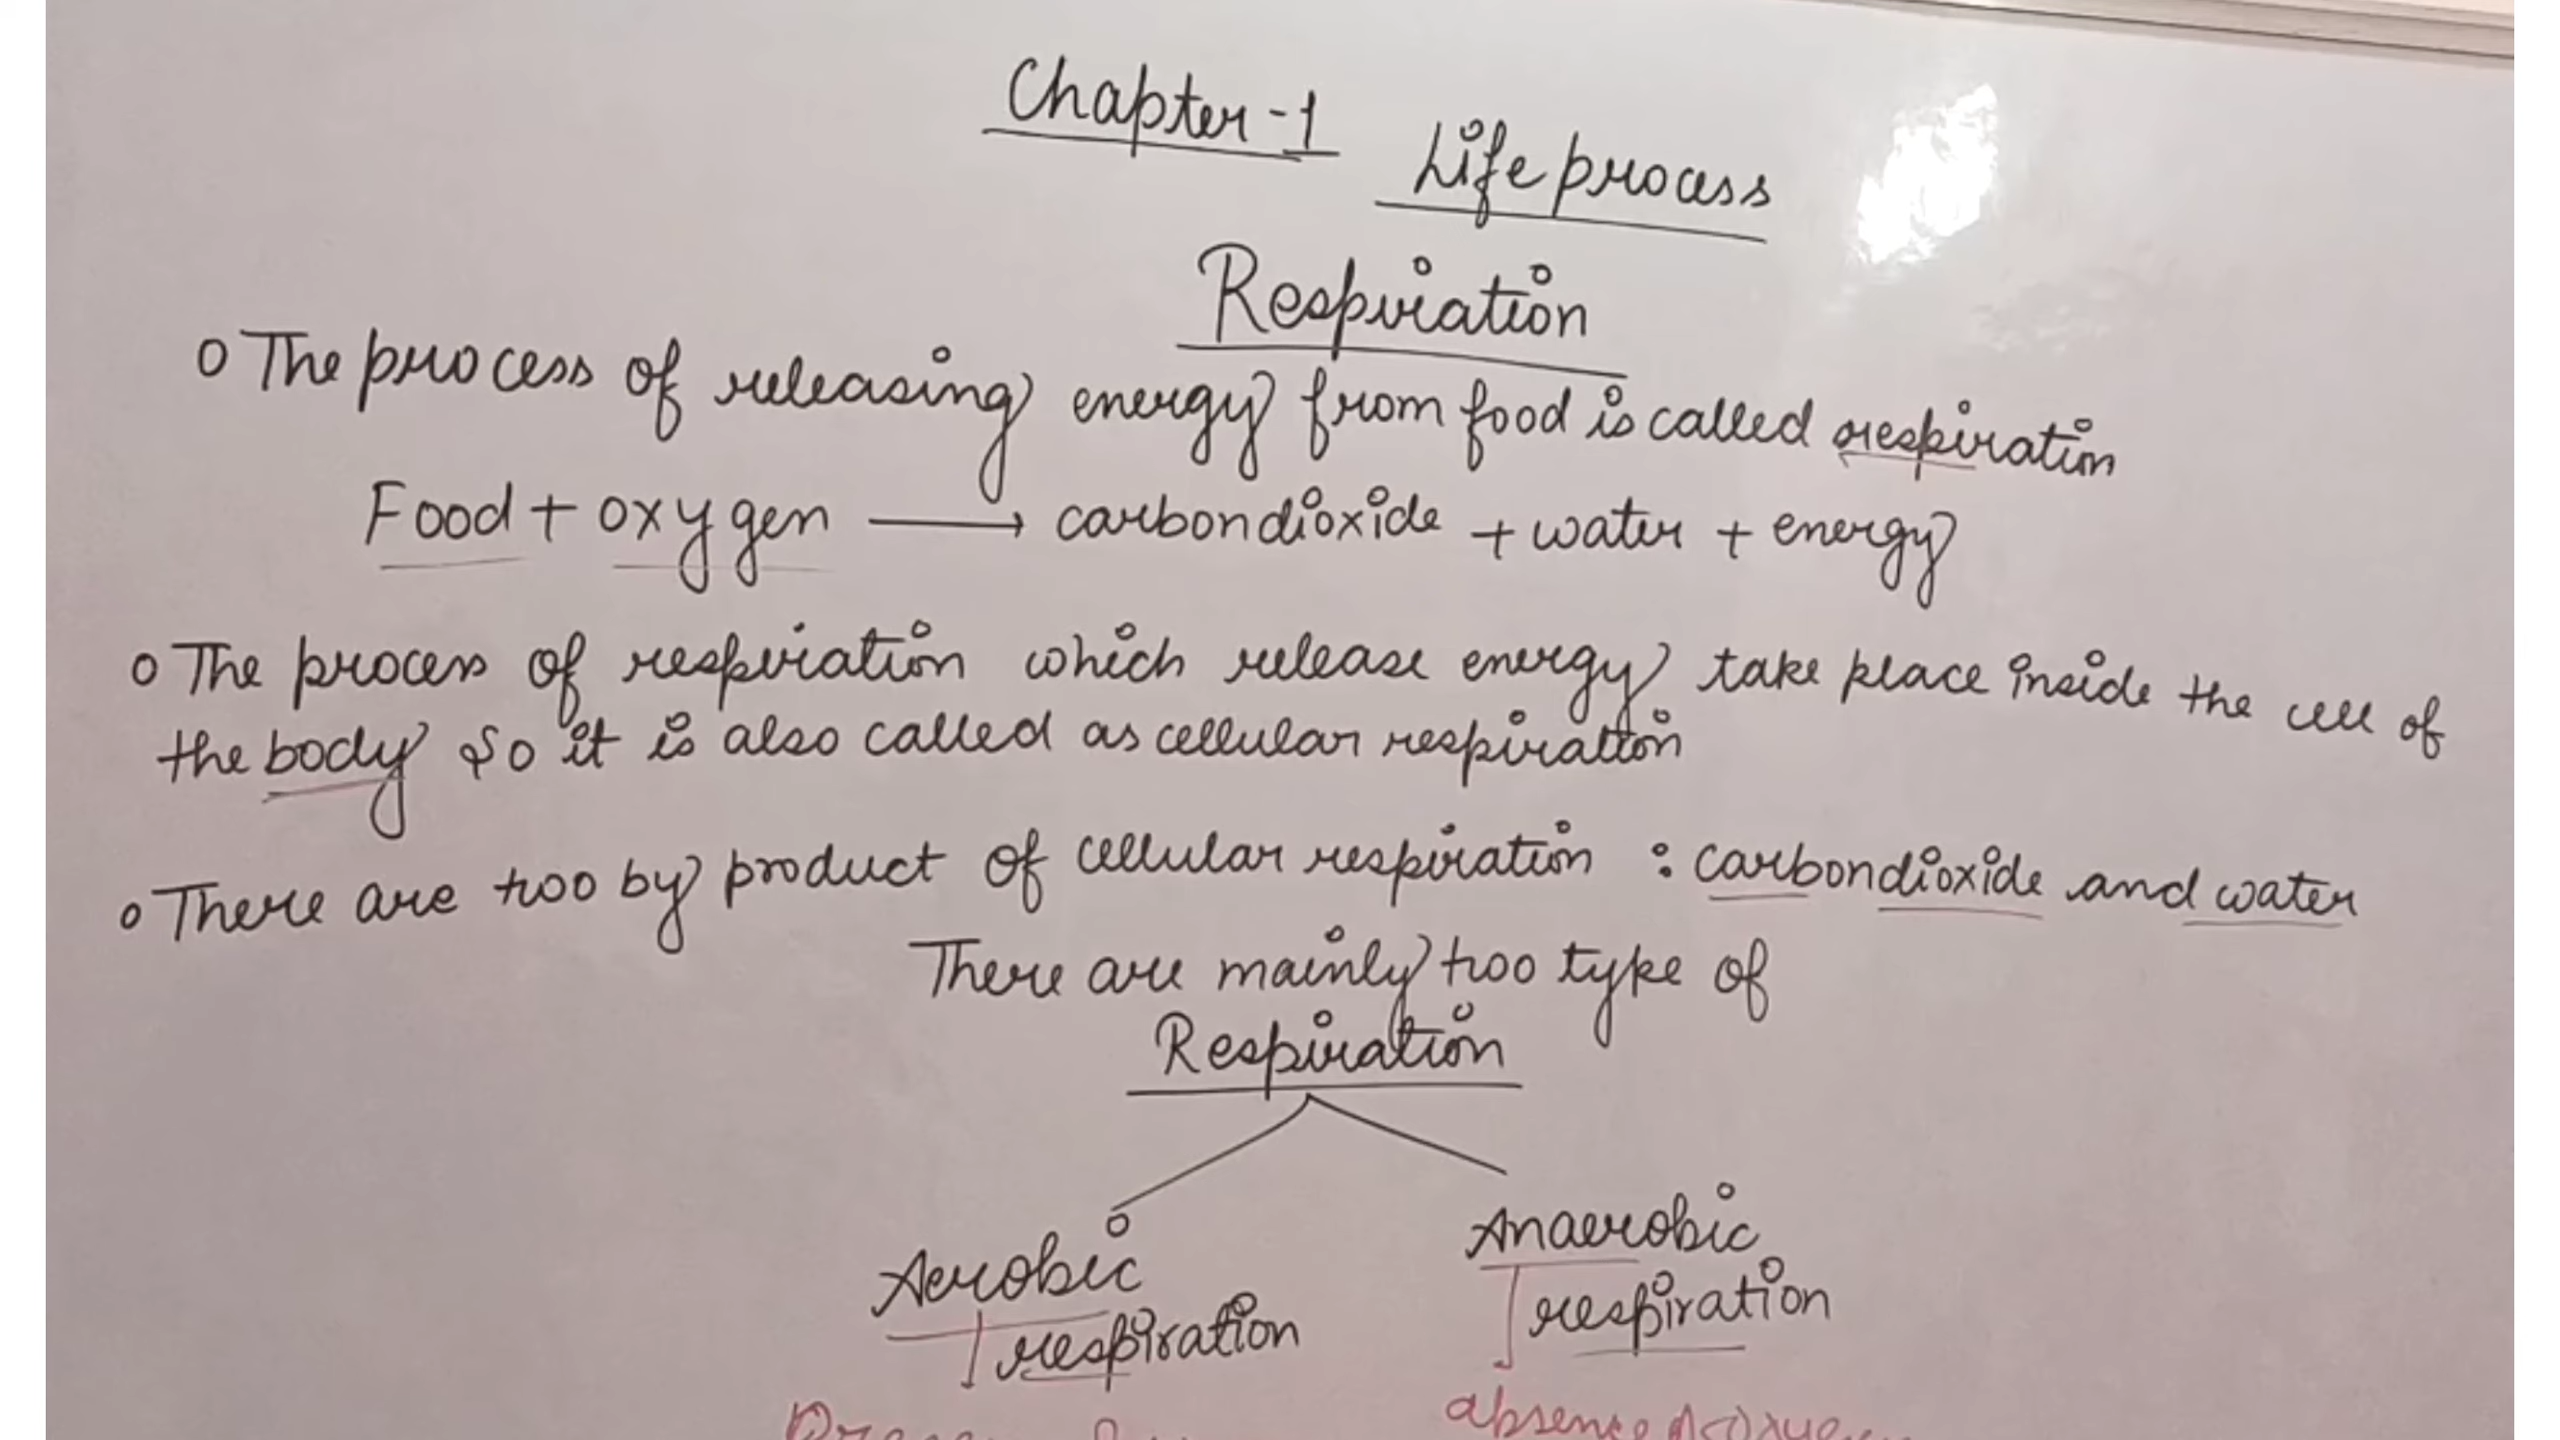 Chapter-1
Life process
Respiration
o The process of releasing energy from food is called respiration
Food + oxygen → carbondioxide + water + energy
o The process of respiration which release energy take place inside the cell of
the body so it is also called as cellular respiration
o There are two by product of cellular respiration : carbondioxide and water
There are mainly two type of
Respiration
Aerobic
respiration
Anaerobic
respiration
absence of